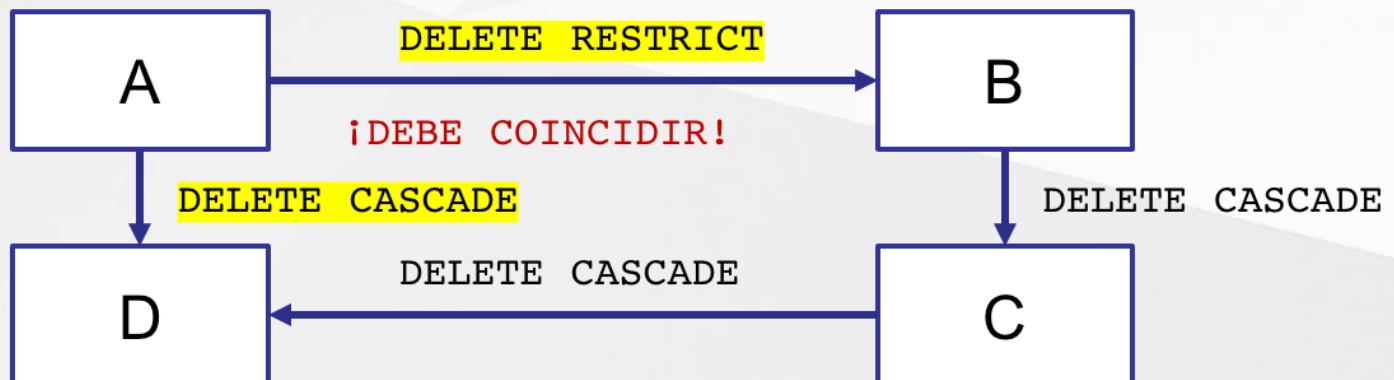 A
DELETE RESTRICT
B
¡DEBE COINCIDIR!
DELETE CASCADE
DELETE CASCADE
DELETE CASCADE
D
C